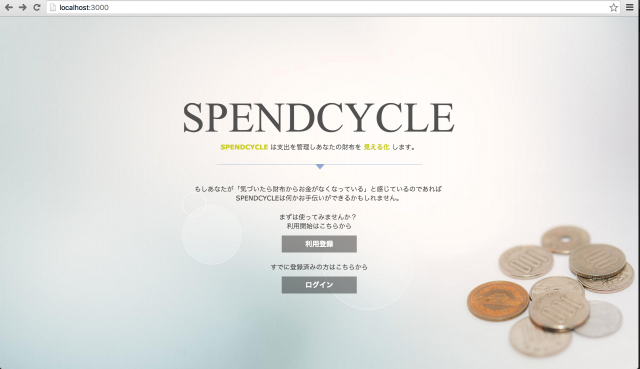 localhost:3000
SPENDCYCLE
SPENDCYCLE は支出を管理しあなたの財布を 見える化 します。
もしあなたが「気づいたら財布からお金がなくなっている」と感じているのであれば
SPENDCYCLEは何かお手伝いができるかもしれません。
まずは使ってみませんか？
利用開始はこちらから
利用登録
すでに登録済みの方はこちらから
ログイン
100
100
100